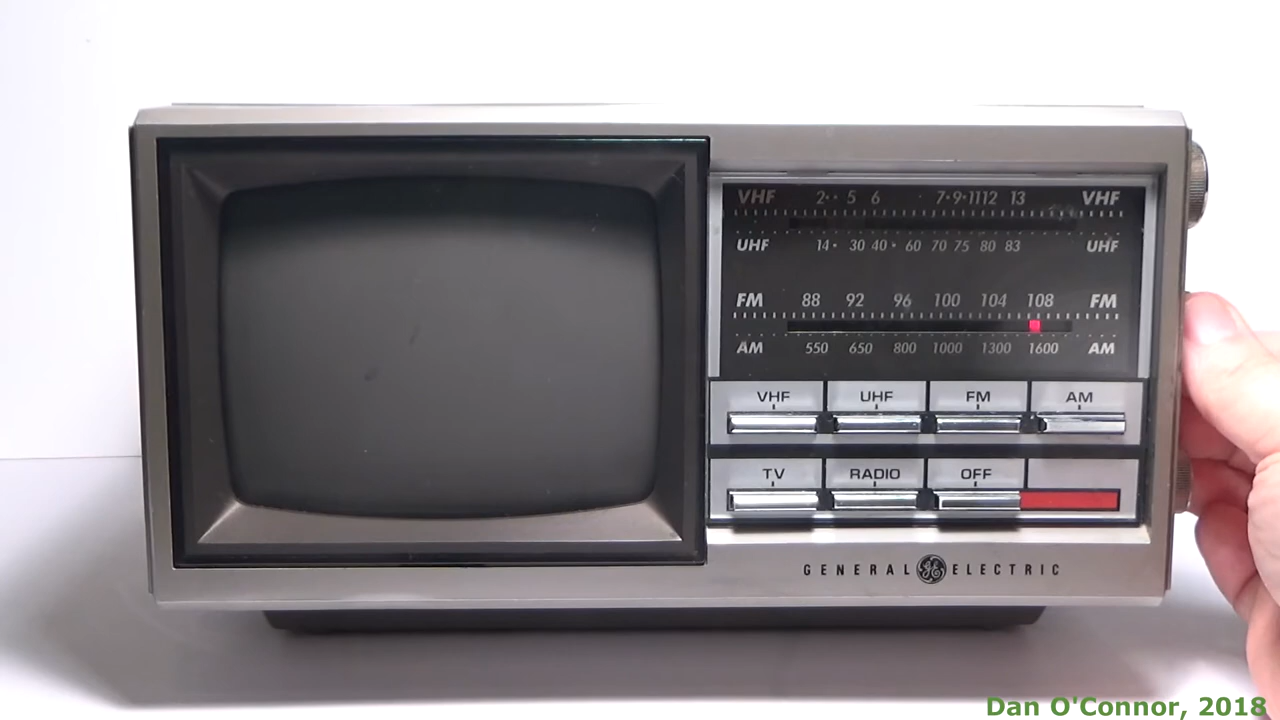 VHF 2·· 5 6 · 7·9·1112 13 VHF
UHF 14· 30 40· 60 70 75 80 83 UHF
FM 88 92 96 100 104 108 FM
AM 550 650 800 1000 1300 1600 AM
VHF UHF FM AM
TV RADIO OFF
GENERAL GE ELECTRIC
Dan O'Connor, 2018